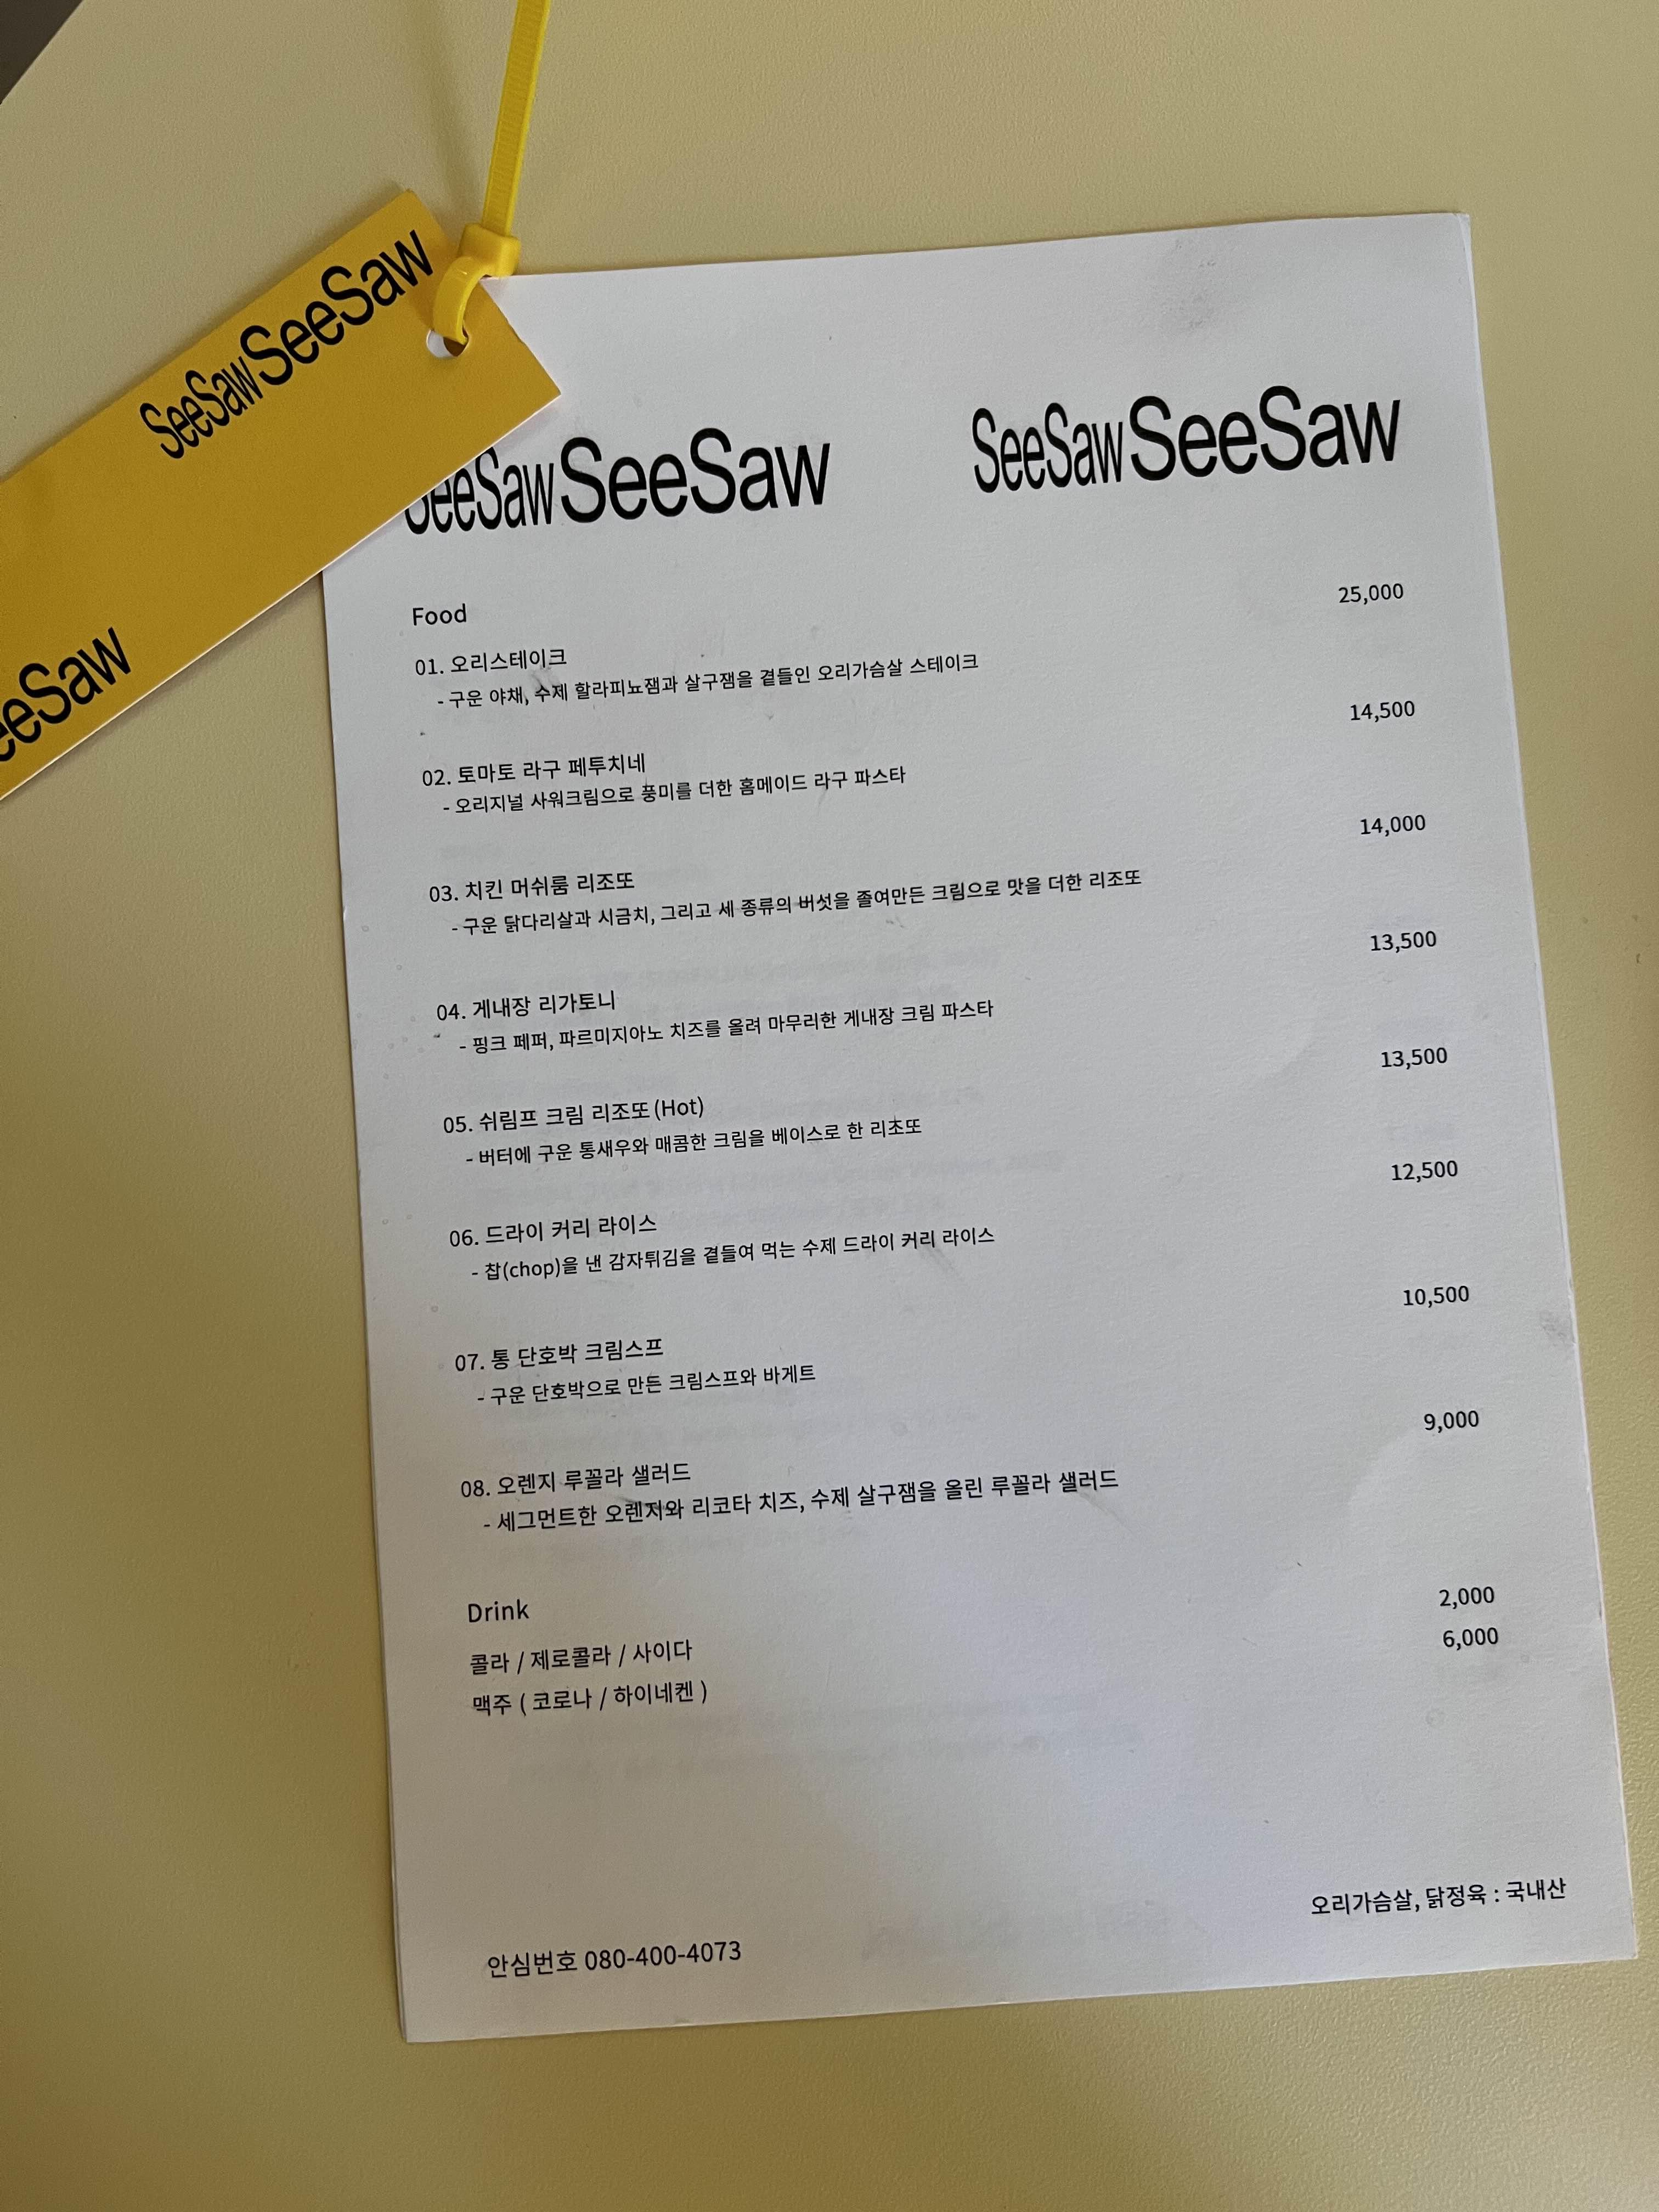 SeeSaw SeeSaw
eeSaw
SeeSaw SeeSaw SeeSaw SeeSaw
Food
01. 오리스테이크 25,000
- 구운 야채, 수제 할라피뇨잼과 살구잼을 곁들인 오리가슴살 스테이크
02. 토마토 라구 페투치네 14,500
- 오리지널 사워크림으로 풍미를 더한 홈메이드 라구 파스타
03. 치킨 머쉬룸 리조또 14,000
- 구운 닭다리살과 시금치, 그리고 세 종류의 버섯을 졸여만든 크림으로 맛을 더한 리조또
04. 게내장 리가토니 13,500
- 핑크 페퍼, 파르미지아노 치즈를 올려 마무리한 게내장 크림 파스타
05. 쉬림프 크림 리조또 (Hot) 13,500
- 버터에 구운 통새우와 매콤한 크림을 베이스로 한 리조또
06. 드라이 커리 라이스 12,500
- 찹(chop)을 낸 감자튀김을 곁들여 먹는 수제 드라이 커리 라이스
07. 통 단호박 크림스프 10,500
- 구운 단호박으로 만든 크림스프와 바게트
08. 오렌지 루꼴라 샐러드 9,000
- 세그먼트한 오렌지와 리코타 치즈, 수제 살구잼을 올린 루꼴라 샐러드
Drink
콜라 / 제로콜라 / 사이다 2,000
맥주 ( 코로나 / 하이네켄 ) 6,000
오리가슴살, 닭정육 : 국내산
안심번호 080-400-4073